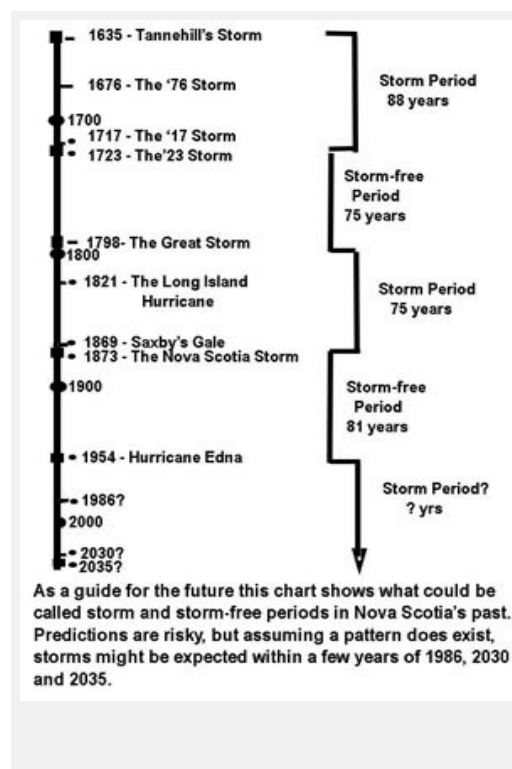 1635 - Tannehill's Storm
1676 - The '76 Storm
1700
1717 - The '17 Storm
1723 - The'23 Storm
1798- The Great Storm
1800
1821 - The Long Island
Hurricane
1869 - Saxby's Gale
1873 - The Nova Scotia Storm
1900
1954 - Hurricane Edna
1986?
2000
2030?
2035?
Storm Period
88 years
Storm-free
Period
75 years
Storm Period
75 years
Storm-free
Period
81 years
Storm Period?
? yrs
As a guide for the future this chart shows what could be
called storm and storm-free periods in Nova Scotia's past.
Predictions are risky, but assuming a pattern does exist,
storms might be expected within a few years of 1986, 2030
and 2035.